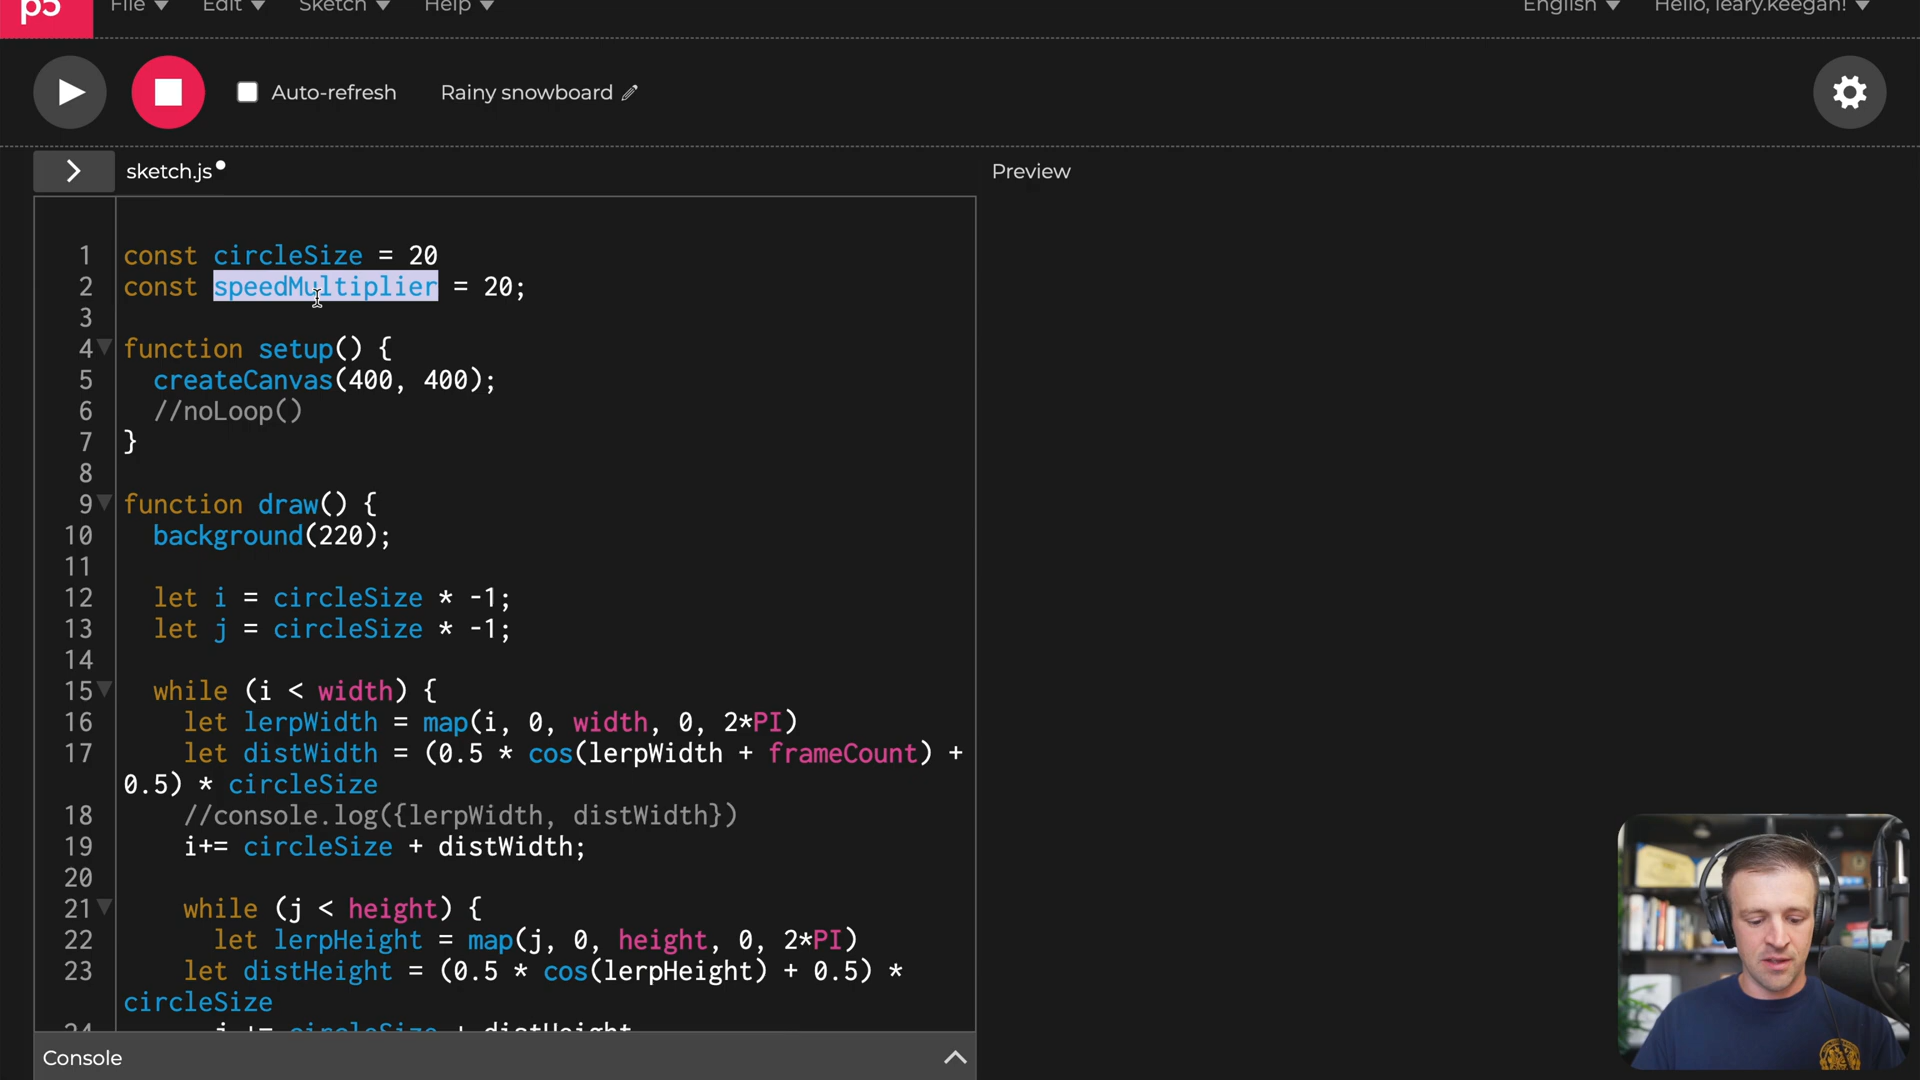 p5
File
Edit
Sketch
Help
English
Hello, leary.keegan!
Auto-refresh
Rainy snowboard
sketch.js
Preview
1 const circleSize = 20
2 const speedMultiplier = 20;
3
4 function setup() {
5 createCanvas(400, 400);
6 //noLoop()
7 }
8
9 function draw() {
10 background(220);
11
12 let i = circleSize * -1;
13 let j = circleSize * -1;
14
15 while (i < width) {
16 let lerpWidth = map(i, 0, width, 0, 2*PI)
17 let distWidth = (0.5 * cos(lerpWidth + frameCount) +
0.5) * circleSize
18 //console.log({lerpWidth, distWidth})
19 i+= circleSize + distWidth;
20
21 while (j < height) {
22 let lerpHeight = map(j, 0, height, 0, 2*PI)
23 let distHeight = (0.5 * cos(lerpHeight) + 0.5) *
circleSize
24 j += circleSize + distHeight
Console